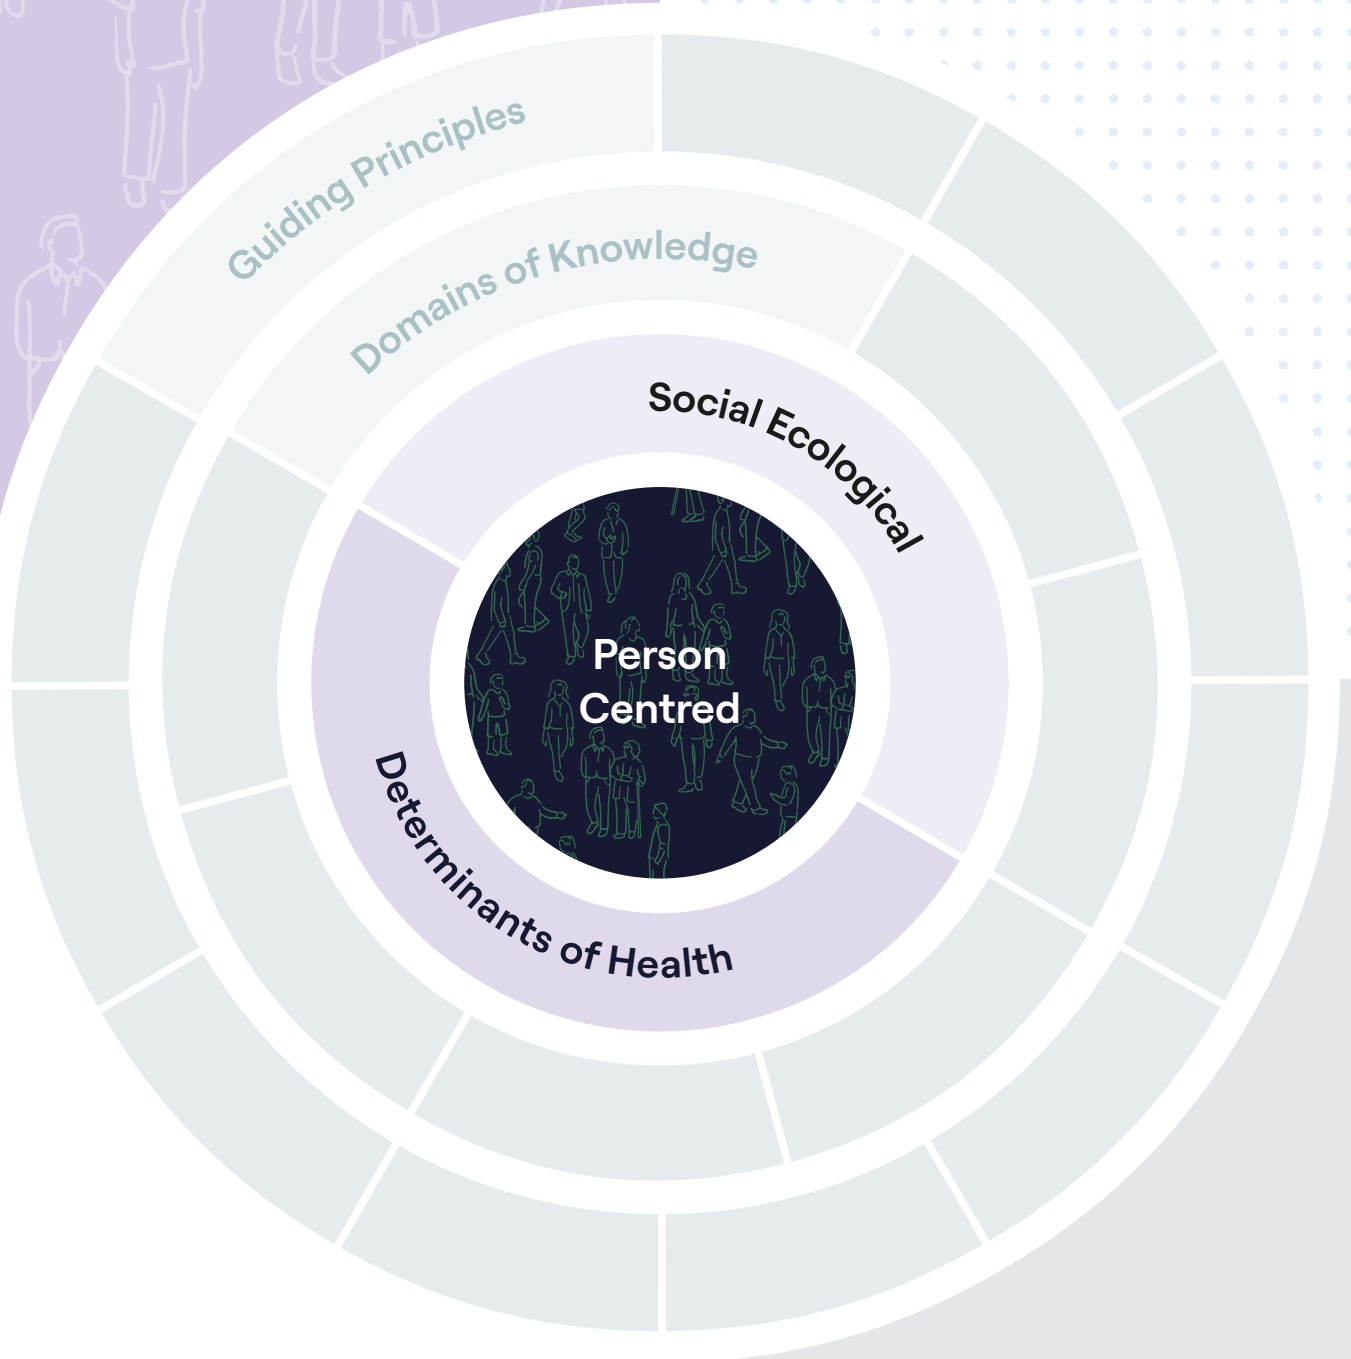 Guiding Principles
Domains of Knowledge
Social Ecological
Person
Centred
Determinants of Health